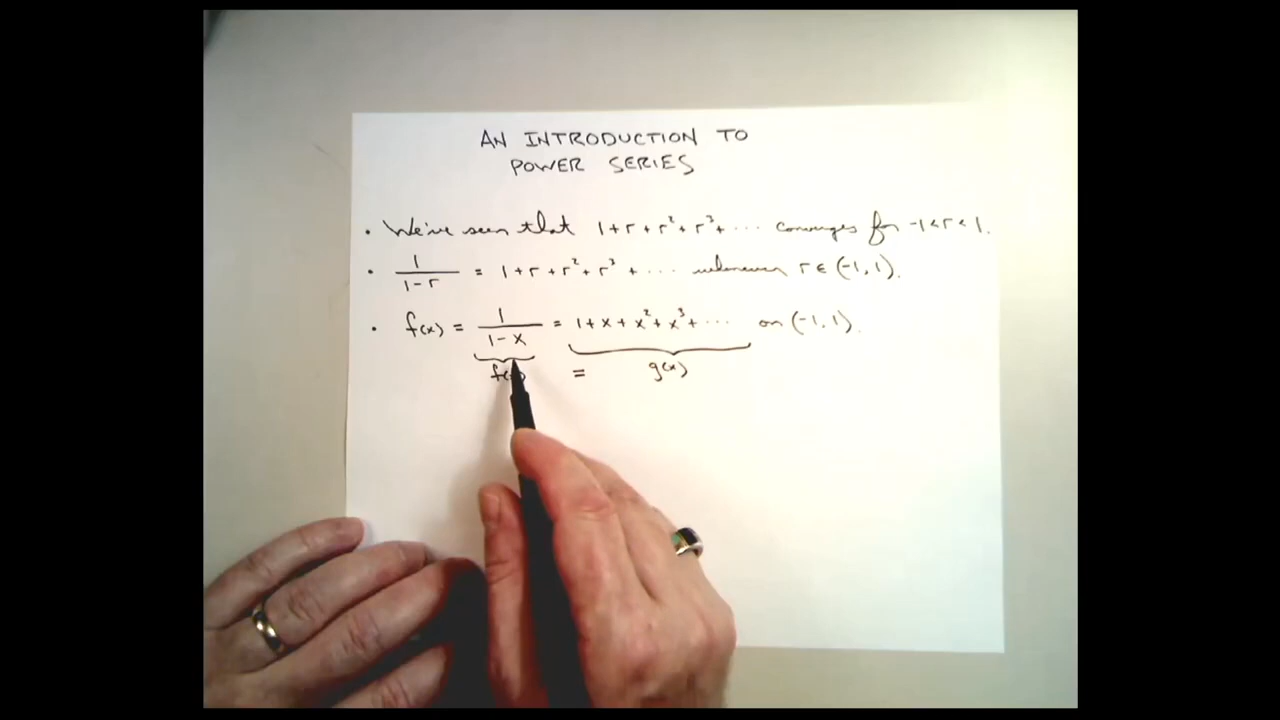 AN INTRODUCTION TO
POWER SERIES
• We've seen that 1 + r + r² + r³ + ··· converges for -1 < r < 1.
• 1/(1-r) = 1 + r + r² + r³ + ··· whenever r ∈ (-1, 1).
• f(x) = 1/(1-x) = 1 + x + x² + x³ + ··· on (-1, 1).
= g(x)